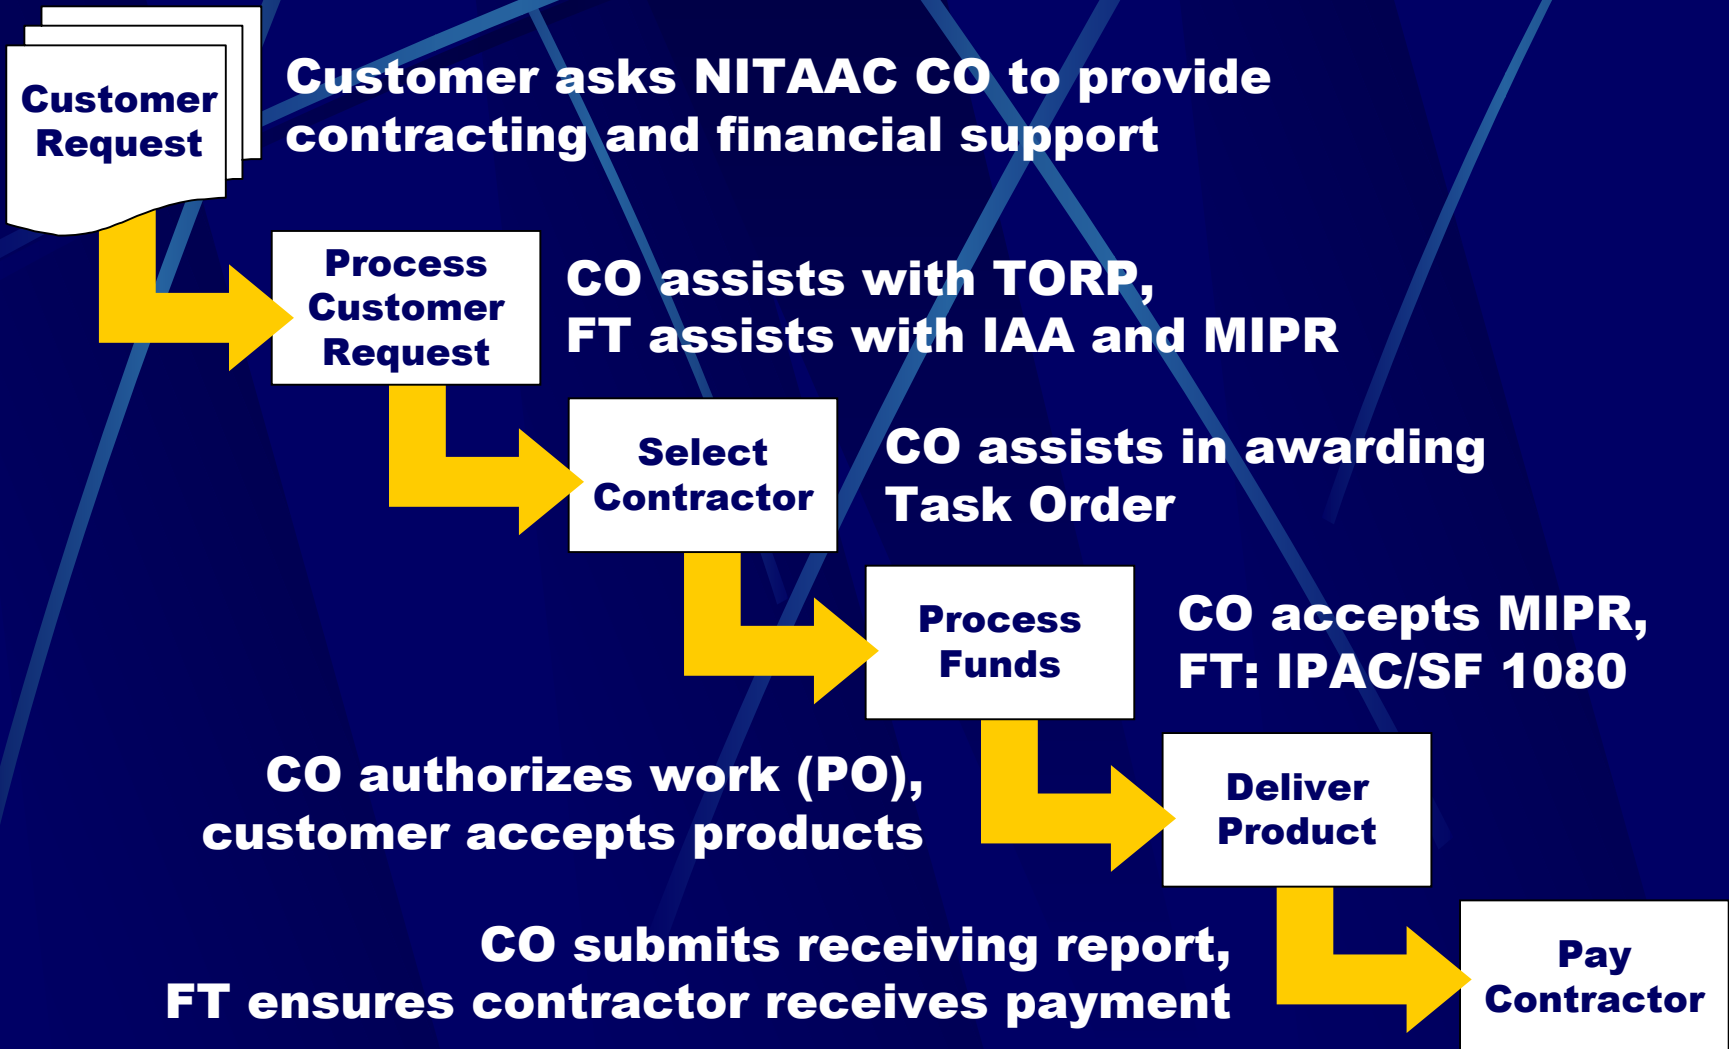 Customer
Request
Customer asks NITAAC CO to provide
contracting and financial support
Process
Customer
Request
CO assists with TORP,
FT assists with IAA and MIPR
Select
Contractor
CO assists in awarding
Task Order
Process
Funds
CO accepts MIPR,
FT: IPAC/SF 1080
CO authorizes work (PO),
customer accepts products
Deliver
Product
CO submits receiving report,
FT ensures contractor receives payment
Pay
Contractor